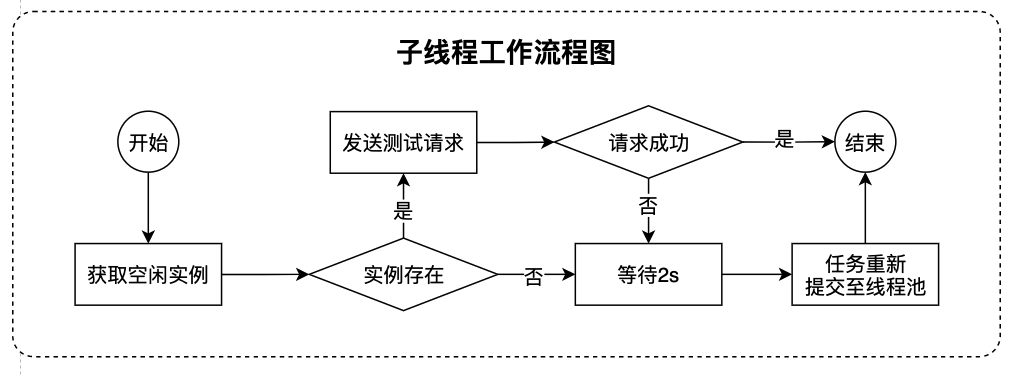 子线程工作流程图
开始
发送测试请求
请求成功
是
结束
是
否
获取空闲实例
实例存在
否
等待2s
任务重新
提交至线程池